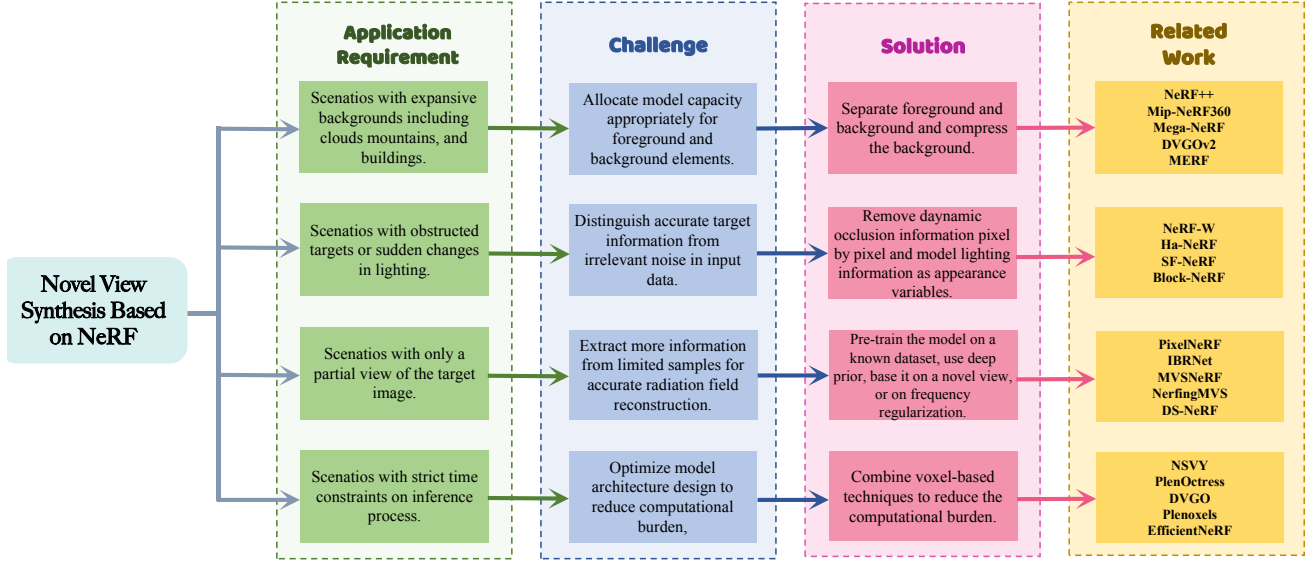 Novel View
Synthesis Based
on NeRF
Application
Requirement
Scenatios with expansive
backgrounds including
clouds mountains, and
buildings.
Scenarios with obstructed
targets or sudden changes
in lighting.
Scenarios with only a
partial view of the target
image.
Scenarios with strict time
constraints on inference
process.
Challenge
Allocate model capacity
appropriately for
foreground and
background elements.
Distinguish accurate target
information from
irrelevant noise in input
data.
Extract more information
from limited samples for
accurate radiation field
reconstruction.
Optimize model
architecture design to
reduce computational
burden,
Solution
Separate foreground and
background and compress
the background.
Remove daynamic
occlusion information pixel
by pixel and model lighting
information as appearance
variables.
Pre-train the model on a
known dataset, use deep
prior, base it on a novel view,
or on frequency
regularization.
Combine voxel-based
techniques to reduce the
computational burden.
Related
Work
NeRF++
Mip-NeRF360
Mega-NeRF
DVGOv2
MERF
NeRF-W
Ha-NeRF
SF-NeRF
Block-NeRF
PixelNeRF
IBRNet
MVSNeRF
NerfingMVS
DS-NeRF
NSVY
PlenOctress
DVGO
Plenoxels
EfficientNeRF